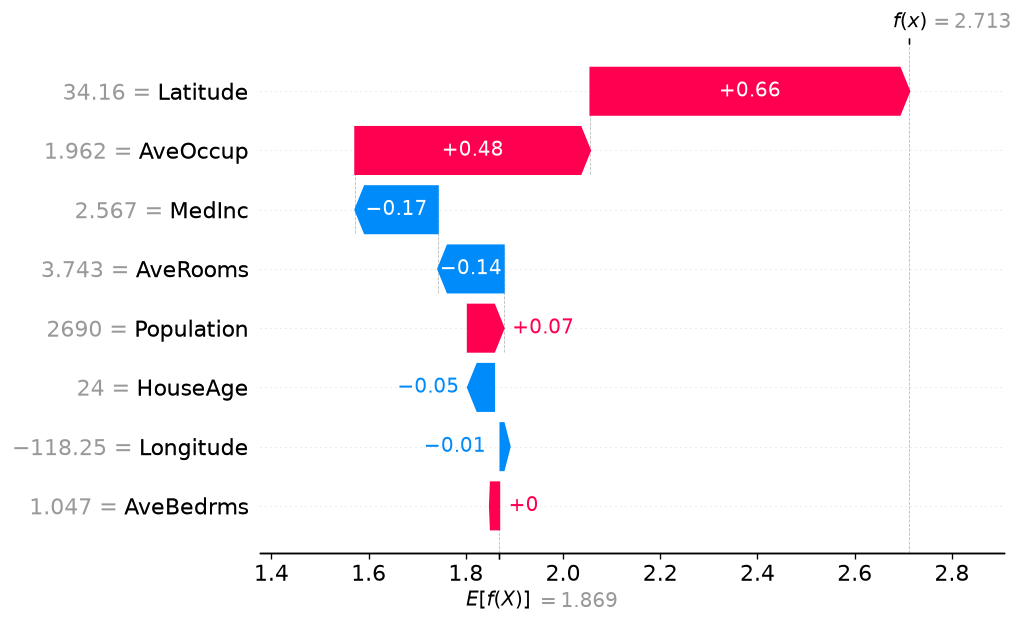 f(x) = 2.713
34.16 = Latitude +0.66
1.962 = AveOccup +0.48
2.567 = MedInc −0.17
3.743 = AveRooms −0.14
2690 = Population +0.07
24 = HouseAge −0.05
−118.25 = Longitude −0.01
1.047 = AveBedrms +0
1.4 1.6 1.8 2.0 2.2 2.4 2.6 2.8
E[f(X)] = 1.869